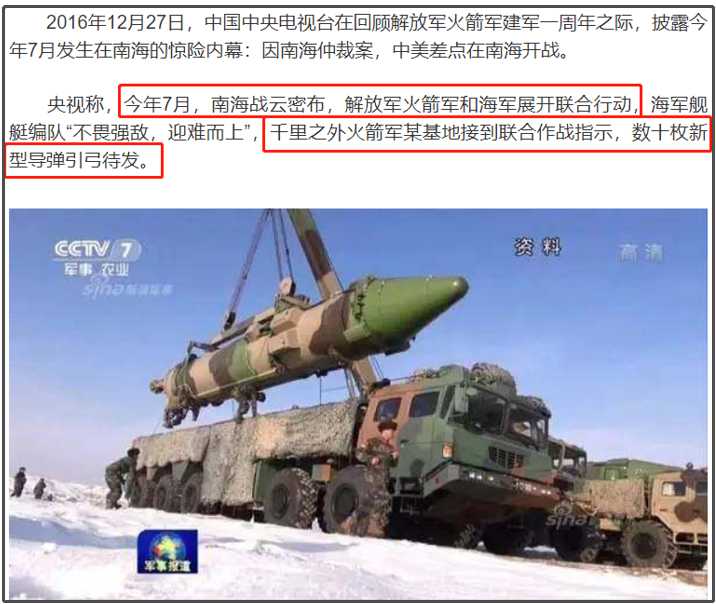 2016年12月27日，中国中央电视台在回顾解放军火箭军建军一周年之际，披露今
年7月发生在南海的惊险内幕：因南海仲裁案，中美差点在南海开战。
央视称，今年7月，南海战云密布，解放军火箭军和海军展开联合行动，海军舰
艇编队“不畏强敌，迎难而上”，千里之外火箭军某基地接到联合作战指示，数十枚新
型导弹引弓待发。
CCTV 7
军事·农业
sina新浪军事
资料
高清
sina
军事报道